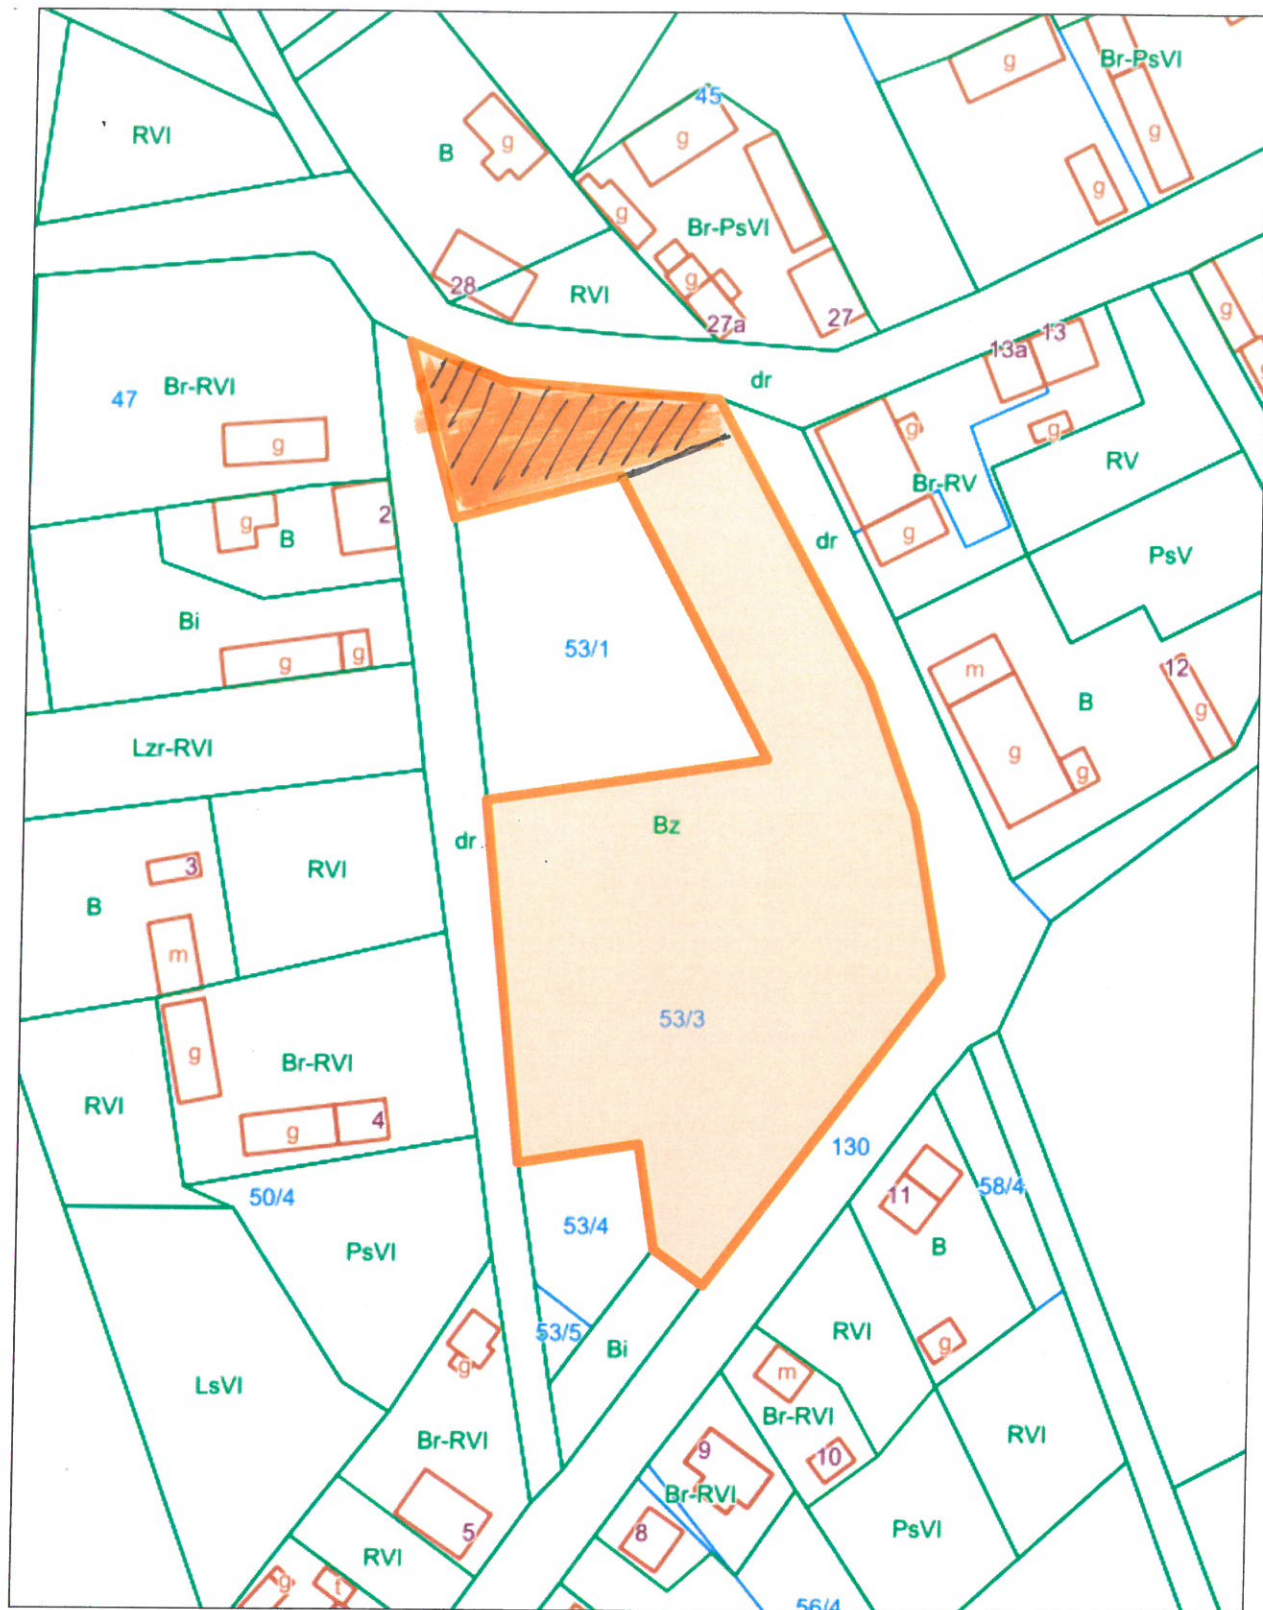 g
Br-PsVI
45
RVI
g
g
g
B
g
g
Br-PsVI
28
RVI
g
27a
27
g
13
13a
dr
47
Br-RVI
g
g
g
RV
Br-RV
g
2
g
B
dr
g
PsV
Bi
53/1
g
g
m
12
B
g
Lzr-RVI
g
g
Bz
dr
3
RVI
B
m
53/3
g
Br-RVI
RVI
4
g
130
50/4
11
58/4
53/4
PsVI
B
53/5
RVI
g
Bi
g
m
LsVI
Br-RVI
Br-RVI
RVI
9
10
Br-RVI
5
8
PsVI
RVI
g
t
56/4